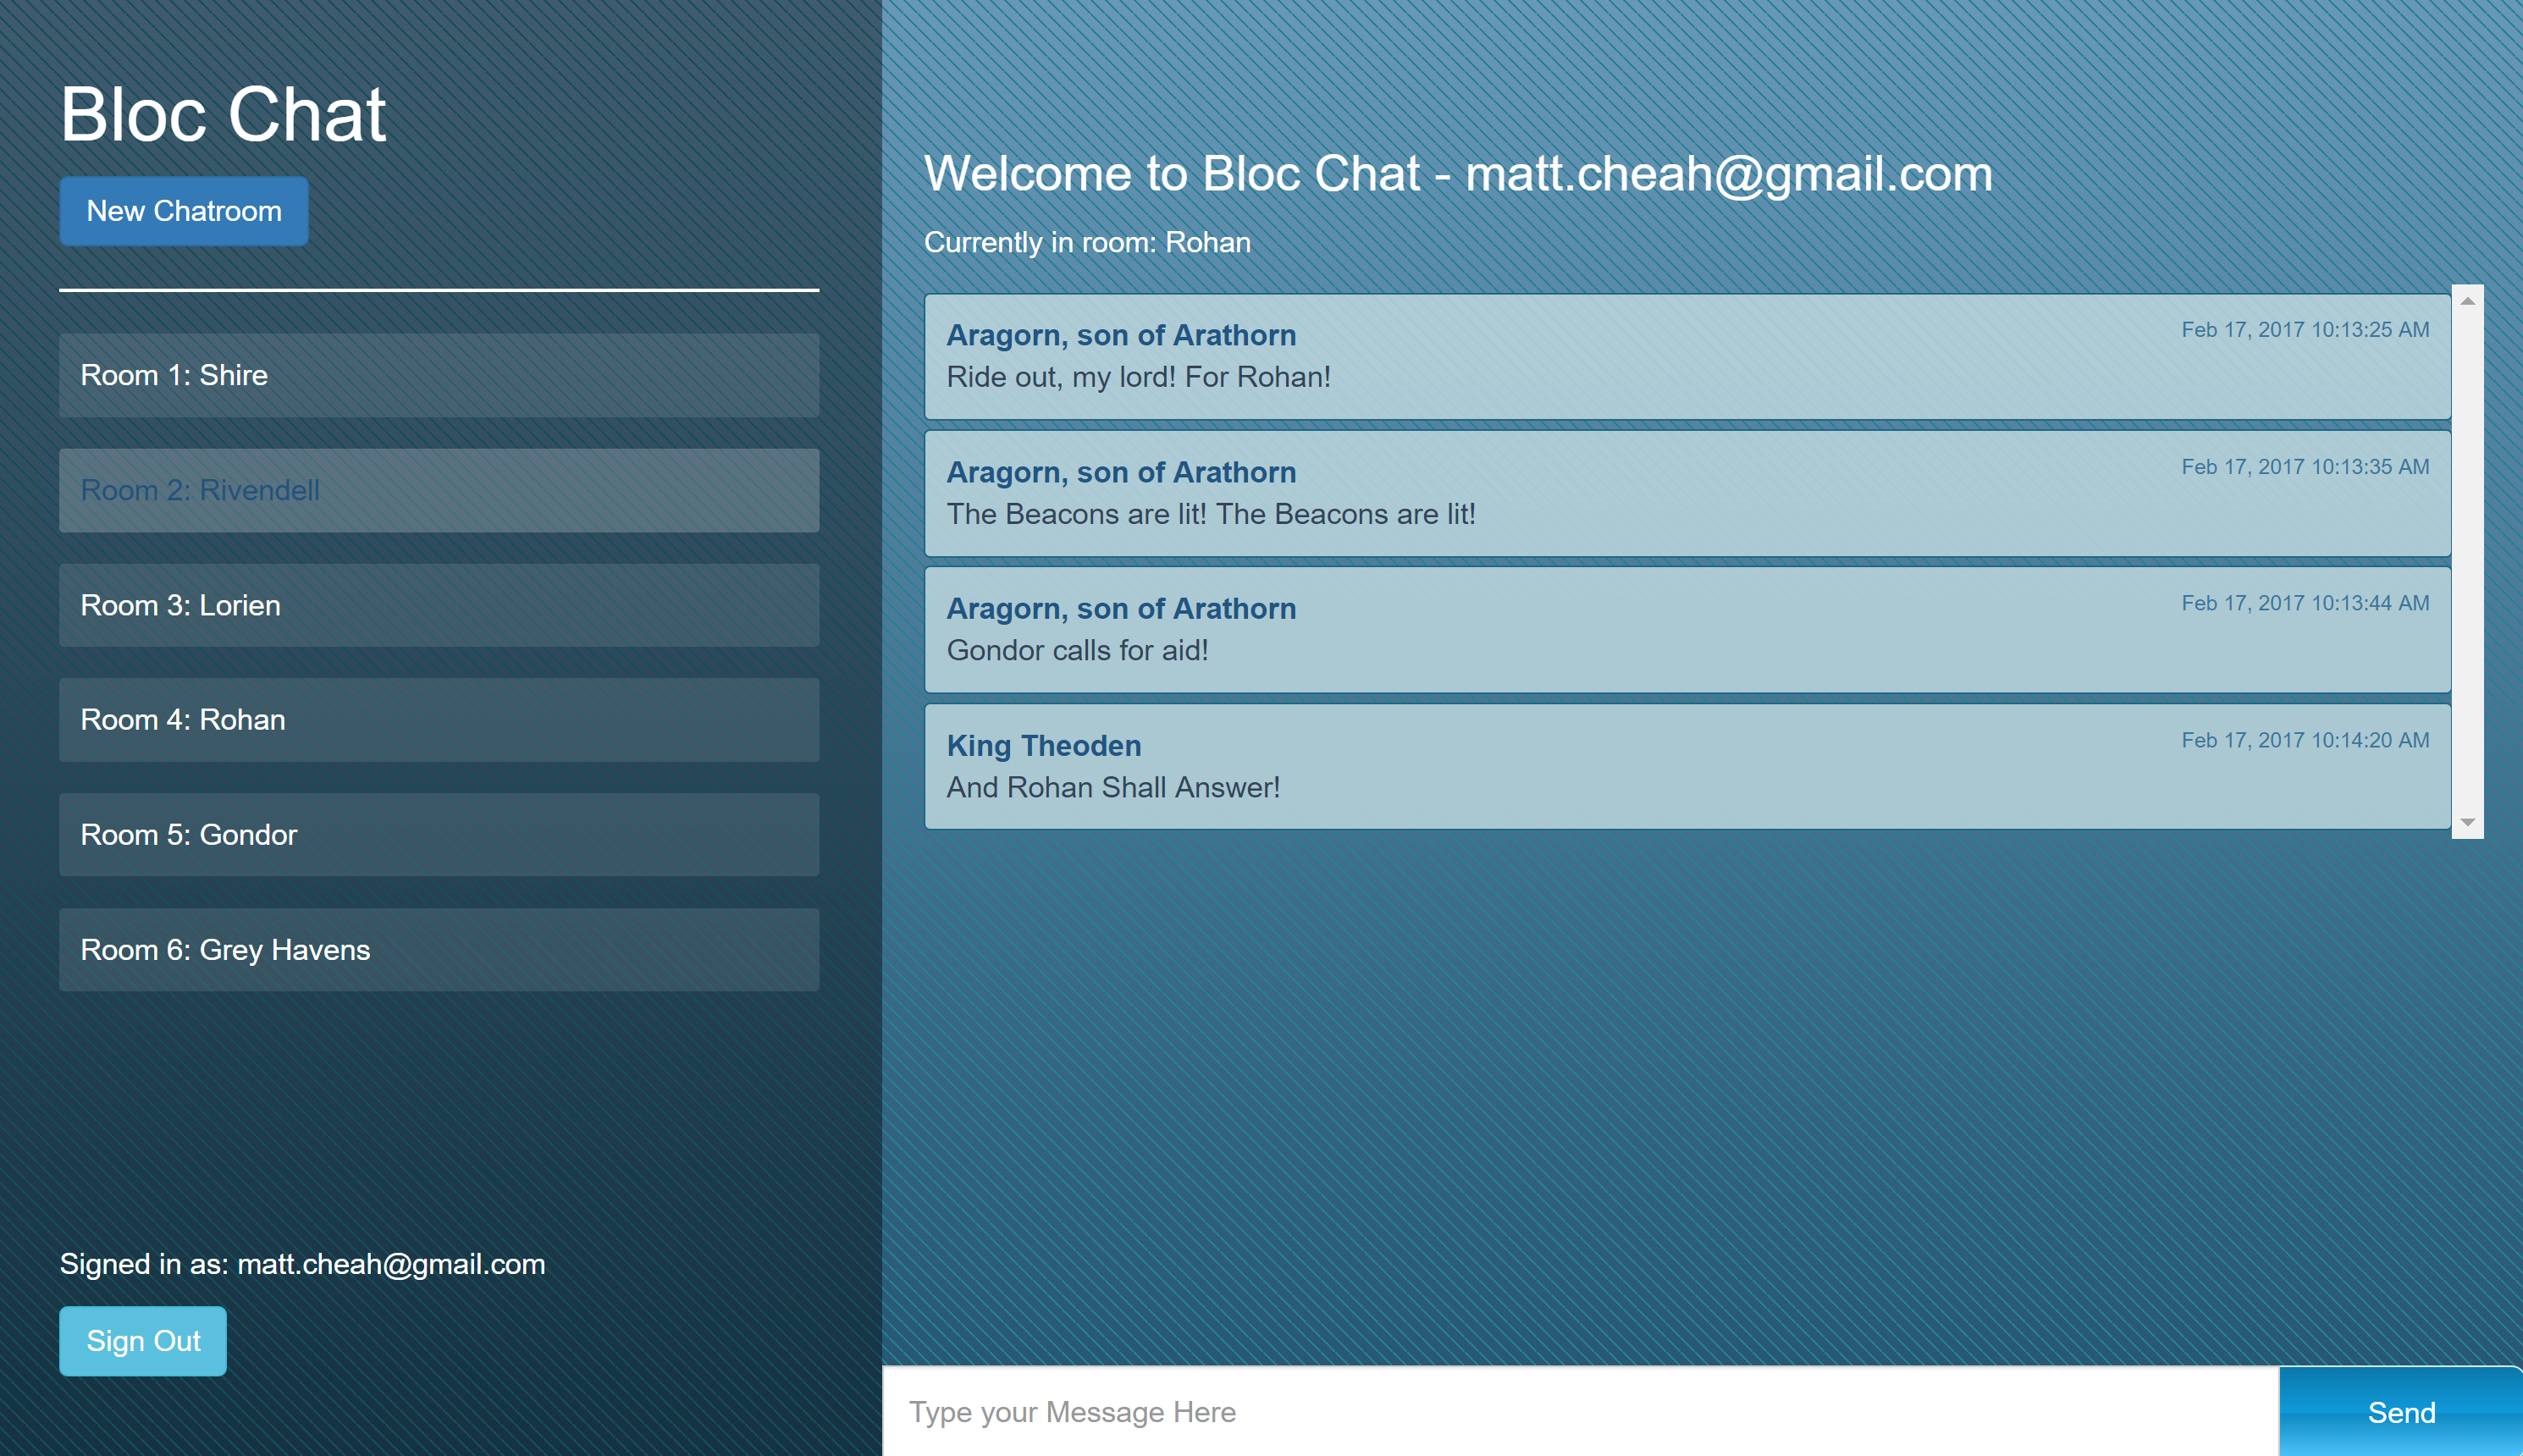 Bloc Chat
New Chatroom
Room 1: Shire
Room 2: Rivendell
Room 3: Lorien
Room 4: Rohan
Room 5: Gondor
Room 6: Grey Havens
Signed in as: matt.cheah@gmail.com
Sign Out
Welcome to Bloc Chat - matt.cheah@gmail.com
Currently in room: Rohan
Aragorn, son of Arathorn Feb 17, 2017 10:13:25 AM
Ride out, my lord! For Rohan!
Aragorn, son of Arathorn Feb 17, 2017 10:13:35 AM
The Beacons are lit! The Beacons are lit!
Aragorn, son of Arathorn Feb 17, 2017 10:13:44 AM
Gondor calls for aid!
King Theoden Feb 17, 2017 10:14:20 AM
And Rohan Shall Answer!
Type your Message Here
Send